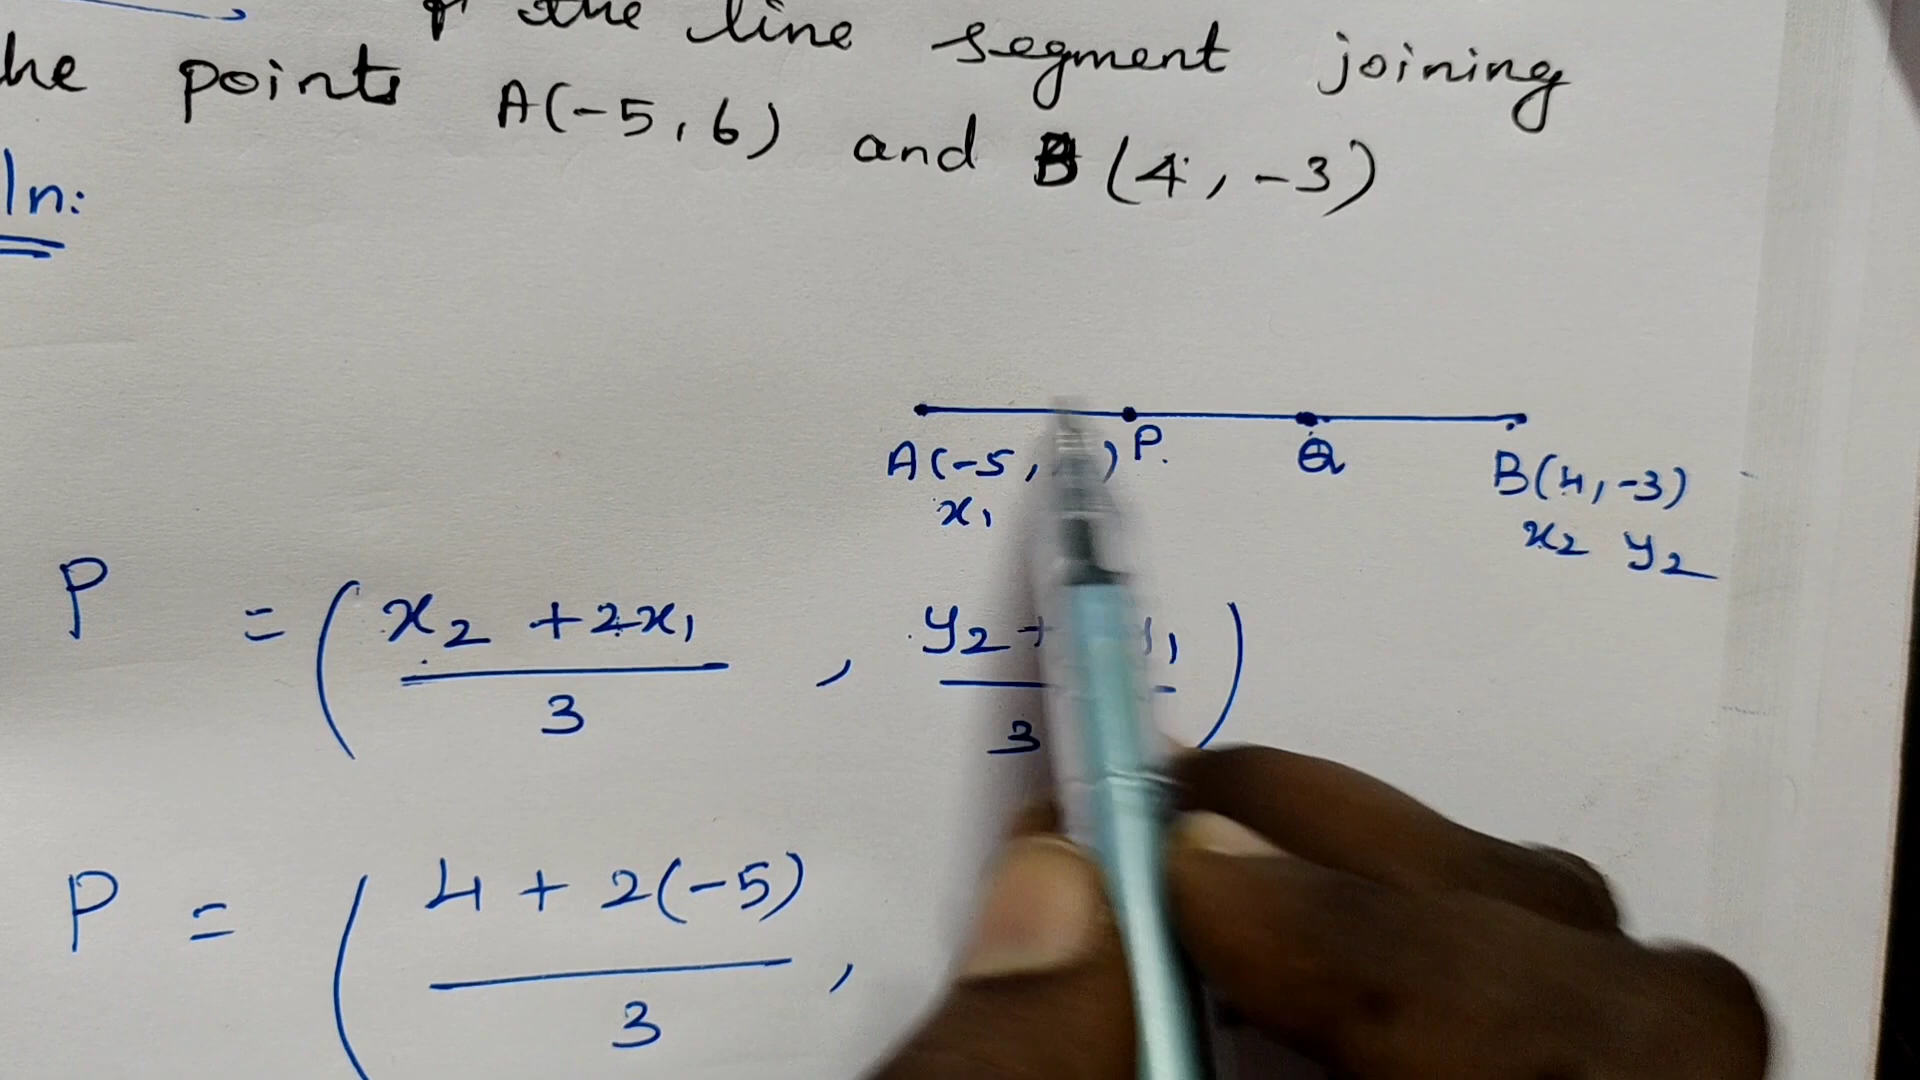 the line segment joining
he points A(-5, 6) and B (4, -3)
ln:
P. Q
A(-5, ) B(4, -3)
x₁ x₂ y₂
P = ( x₂ + 2x₁ / 3 , y₂ + y₁ / 3 )
P = ( 4 + 2(-5) / 3 ,